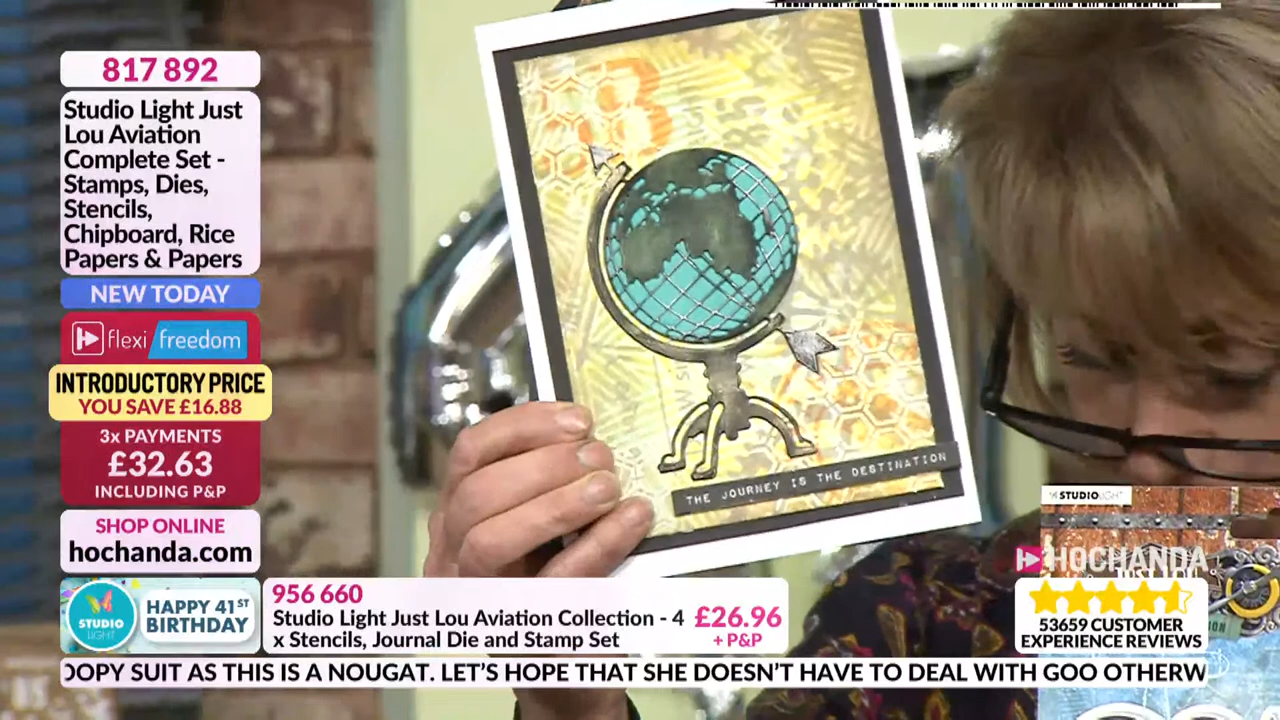 817 892
Studio Light Just
Lou Aviation
Complete Set -
Stamps, Dies,
Stencils,
Chipboard, Rice
Papers & Papers
NEW TODAY
flexi freedom
INTRODUCTORY PRICE
YOU SAVE £16.88
3x PAYMENTS
£32.63
INCLUDING P&P
SHOP ONLINE
hochanda.com
THE JOURNEY IS THE DESTINATION
STUDIO LIGHT
HAPPY 41ST
BIRTHDAY
956 660
Studio Light Just Lou Aviation Collection - 4
x Stencils, Journal Die and Stamp Set
£26.96
+ P&P
STUDIOLIGHT
HOCHANDA
53659 CUSTOMER
EXPERIENCE REVIEWS
OOPY SUIT AS THIS IS A NOUGAT. LET'S HOPE THAT SHE DOESN'T HAVE TO DEAL WITH GOO OTHERW